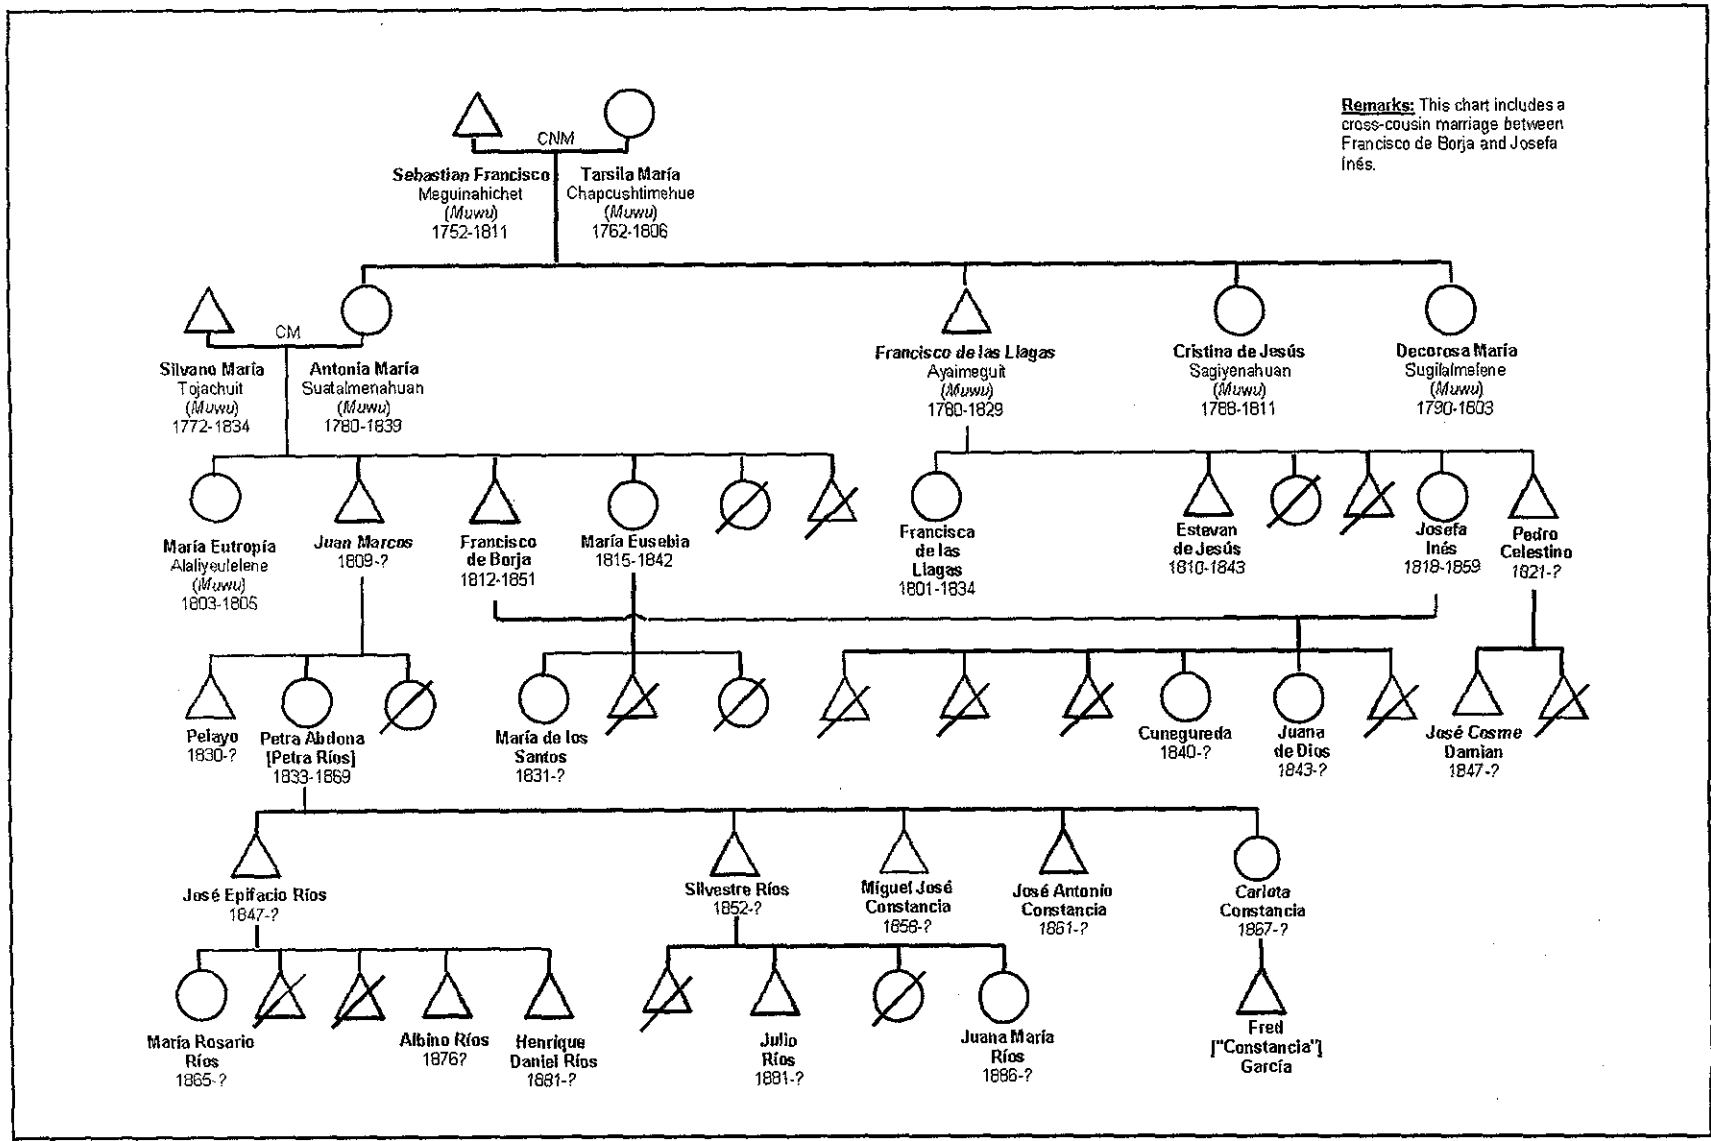 Remarks: This chart includes a
cross-cousin marriage between
Francisco de Borja and Josefa
Inés.
CNM
Sebastian Francisco
Meguinahichet
(Muwu)
1752-1811
Tarsila María
Chapcushtimehue
(Muwu)
1762-1806
CM
Silvano María
Tojachuit
(Muwu)
1772-1834
Antonia María
Suatalmenahuan
(Muwu)
1780-1839
Francisco de las Llagas
Ayaimeguit
(Muwu)
1780-1829
Cristina de Jesús
Sagiyenahuan
(Muwu)
1788-1811
Decorosa María
Sugilalmelene
(Muwu)
1790-1803
María Eutropía
Alaliyeulelene
(Muwu)
1803-1805
Juan Marcos
1809-?
Francisco
de Borja
1812-1851
María Eusebia
1815-1842
Francisca
de las
Llagas
1801-1834
Estevan
de Jesús
1810-1843
Josefa
Inés
1818-1859
Pedro
Celestino
1821-?
Pelayo
1830-?
Petra Abdona
[Petra Ríos]
1833-1869
María de los
Santos
1831-?
Cunegureda
1840-?
Juana
de Dios
1843-?
José Cosme
Damian
1847-?
José Epifacio Ríos
1847-?
Silvestre Ríos
1852-?
Miguel José
Constancia
1856-?
José Antonio
Constancia
1861-?
Carlota
Constancia
1867-?
María Rosario
Ríos
1865-?
Albino Ríos
1876?
Henrique
Daniel Ríos
1881-?
Julio
Ríos
1881-?
Juana María
Ríos
1886-?
Fred
["Constancia"]
García